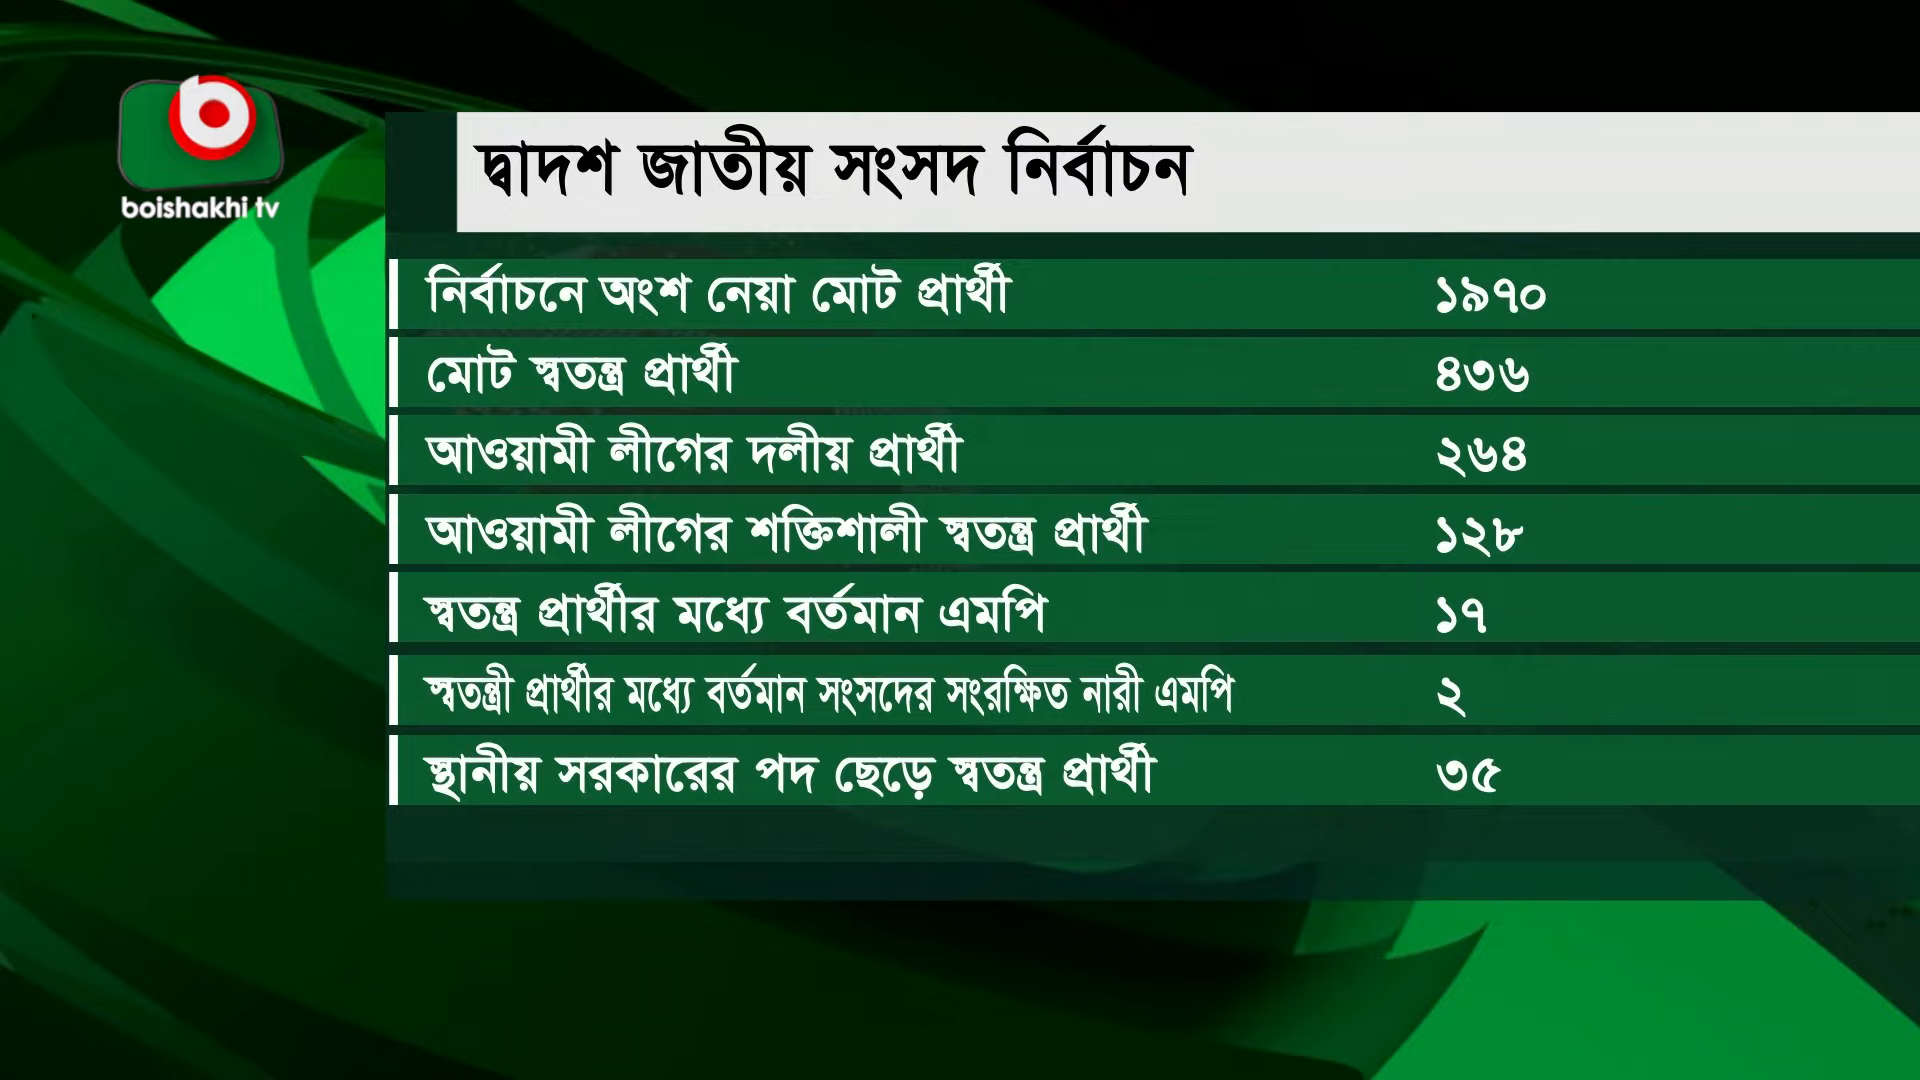 boishakhi tv
দ্বাদশ জাতীয় সংসদ নির্বাচন
নির্বাচনে অংশ নেয়া মোট প্রার্থী ১৯৭০
মোট স্বতন্ত্র প্রার্থী ৪৩৬
আওয়ামী লীগের দলীয় প্রার্থী ২৬৪
আওয়ামী লীগের শক্তিশালী স্বতন্ত্র প্রার্থী ১২৮
স্বতন্ত্র প্রার্থীর মধ্যে বর্তমান এমপি ১৭
স্বতন্ত্রী প্রার্থীর মধ্যে বর্তমান সংসদের সংরক্ষিত নারী এমপি ২
স্থানীয় সরকারের পদ ছেড়ে স্বতন্ত্র প্রার্থী ৩৫